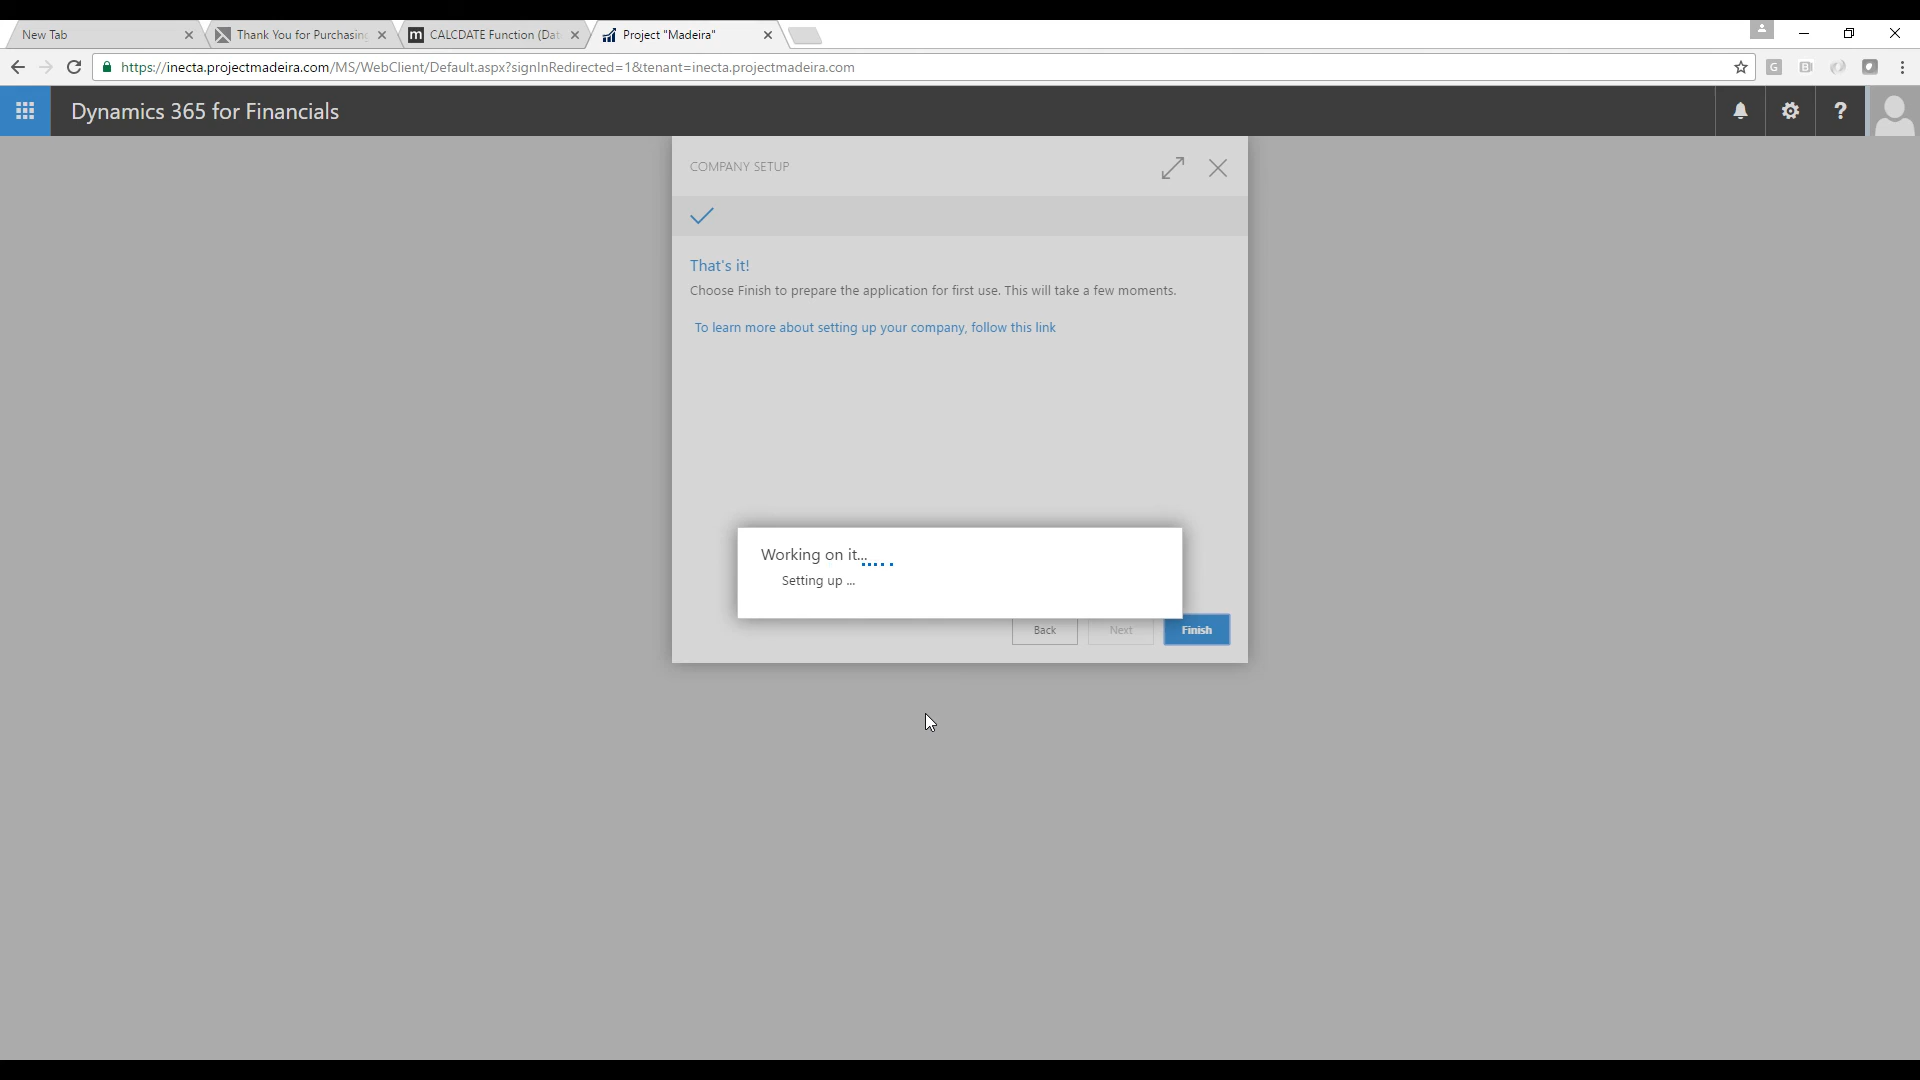 New Tab
Thank You for Purchasing
CALCDATE Function (Dat
Project "Madeira"
https://inecta.projectmadeira.com/MS/WebClient/Default.aspx?signInRedirected=1&tenant=inecta.projectmadeira.com
Dynamics 365 for Financials
?
COMPANY SETUP
That's it!
Choose Finish to prepare the application for first use. This will take a few moments.
To learn more about setting up your company, follow this link
Working on it...
Setting up ...
Back
Next
Finish